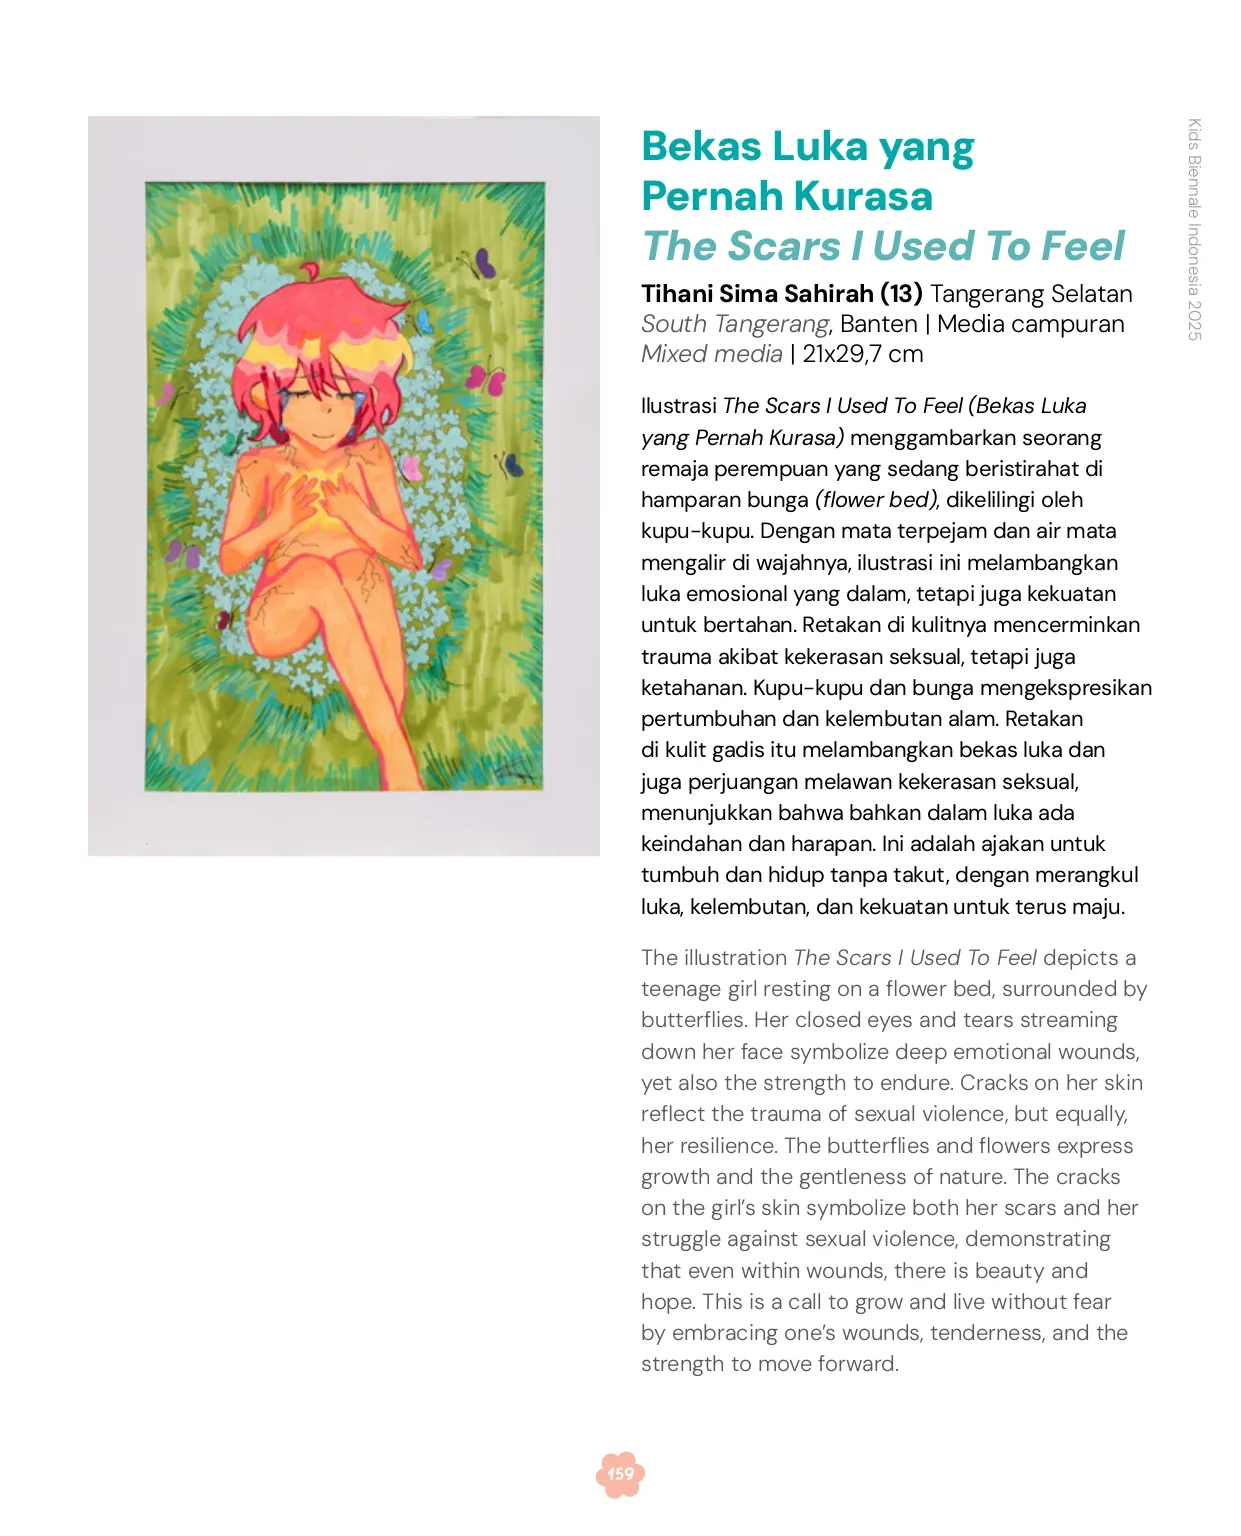 Bekas Luka yang
Pernah Kurasa
The Scars I Used To Feel
Tihani Sima Sahirah (13) Tangerang Selatan
South Tangerang, Banten | Media campuran
Mixed media | 21x29,7 cm
Ilustrasi The Scars I Used To Feel (Bekas Luka
yang Pernah Kurasa) menggambarkan seorang
remaja perempuan yang sedang beristirahat di
hamparan bunga (flower bed), dikelilingi oleh
kupu-kupu. Dengan mata terpejam dan air mata
mengalir di wajahnya, ilustrasi ini melambangkan
luka emosional yang dalam, tetapi juga kekuatan
untuk bertahan. Retakan di kulitnya mencerminkan
trauma akibat kekerasan seksual, tetapi juga
ketahanan. Kupu-kupu dan bunga mengekspresikan
pertumbuhan dan kelembutan alam. Retakan
di kulit gadis itu melambangkan bekas luka dan
juga perjuangan melawan kekerasan seksual,
menunjukkan bahwa bahkan dalam luka ada
keindahan dan harapan. Ini adalah ajakan untuk
tumbuh dan hidup tanpa takut, dengan merangkul
luka, kelembutan, dan kekuatan untuk terus maju.
The illustration The Scars I Used To Feel depicts a
teenage girl resting on a flower bed, surrounded by
butterflies. Her closed eyes and tears streaming
down her face symbolize deep emotional wounds,
yet also the strength to endure. Cracks on her skin
reflect the trauma of sexual violence, but equally,
her resilience. The butterflies and flowers express
growth and the gentleness of nature. The cracks
on the girl's skin symbolize both her scars and her
struggle against sexual violence, demonstrating
that even within wounds, there is beauty and
hope. This is a call to grow and live without fear
by embracing one's wounds, tenderness, and the
strength to move forward.
Kids Biennale Indonesia 2025
159